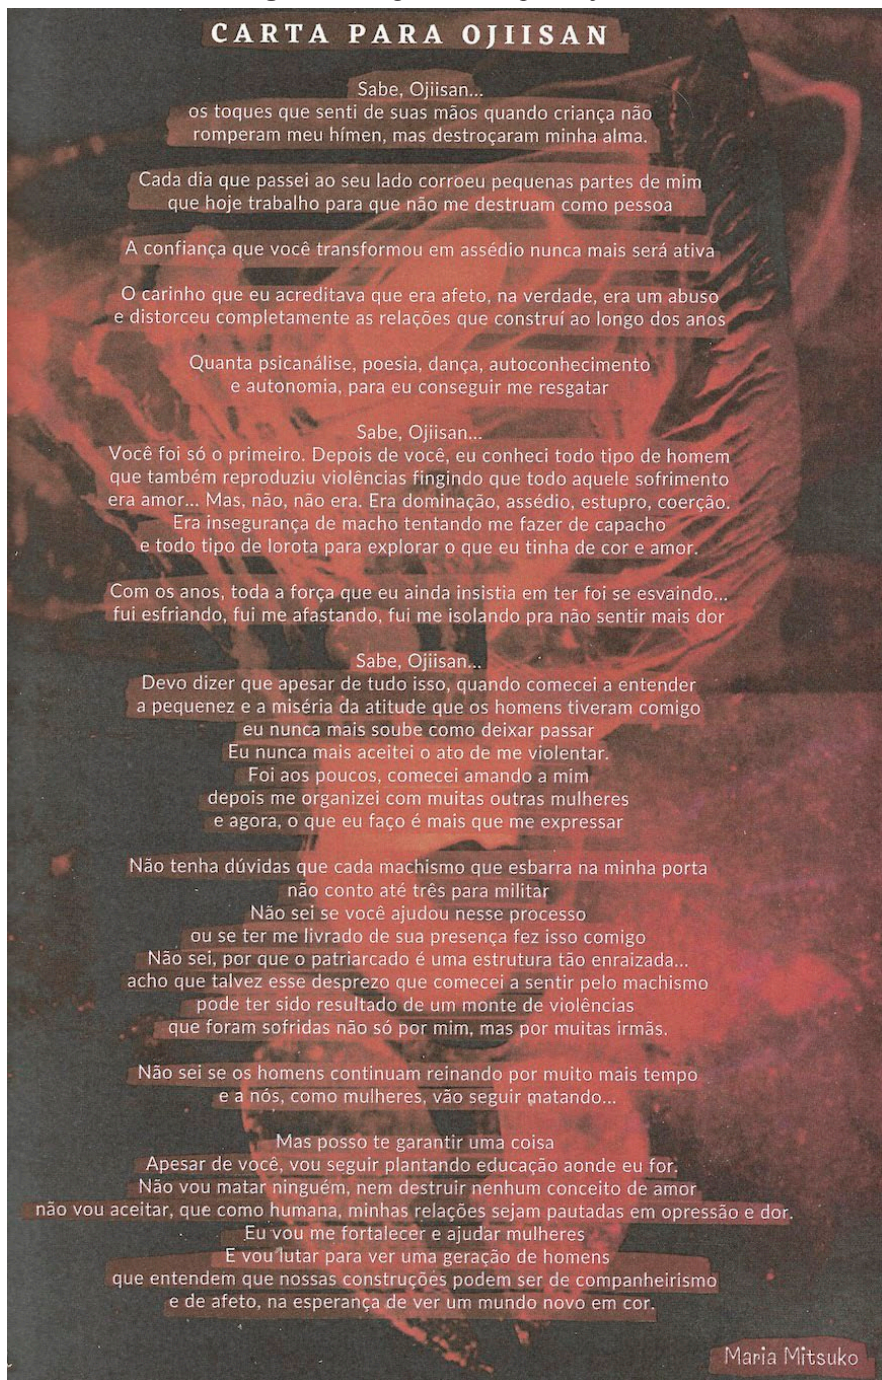 CARTA PARA OJIISAN
Sabe, Ojiisan...
os toques que senti de suas mãos quando criança não
romperam meu hímen, mas destroçaram minha alma.
Cada dia que passei ao seu lado corroeu pequenas partes de mim
que hoje trabalho para que não me destruam como pessoa
A confiança que você transformou em assédio nunca mais será ativa
O carinho que eu acreditava que era afeto, na verdade, era um abuso
e distorceu completamente as relações que construí ao longo dos anos
Quanta psicanálise, poesia, dança, autoconhecimento
e autonomia, para eu conseguir me resgatar
Sabe, Ojiisan...
Você foi só o primeiro. Depois de você, eu conheci todo tipo de homem
que também reproduziu violências fingindo que todo aquele sofrimento
era amor... Mas, não, não era. Era dominação, assédio, estupro, coerção.
Era insegurança de macho tentando me fazer de capacho
e todo tipo de lorota para explorar o que eu tinha de cor e amor.
Com os anos, toda a força que eu ainda insistia em ter foi se esvaindo...
fui esfriando, fui me afastando, fui me isolando pra não sentir mais dor
Sabe, Ojiisan...
Devo dizer que apesar de tudo isso, quando comecei a entender
a pequenez e a miséria da atitude que os homens tiveram comigo
eu nunca mais soube como deixar passar
Eu nunca mais aceitei o ato de me violentar.
Foi aos poucos, comecei amando a mim
depois me organizei com muitas outras mulheres
e agora, o que eu faço é mais que me expressar
Não tenha dúvidas que cada machismo que esbarra na minha porta
não conto até três para militar
Não sei se você ajudou nesse processo
ou se ter me livrado de sua presença fez isso comigo
Não sei, por que o patriarcado é uma estrutura tão enraizada...
acho que talvez esse desprezo que comecei a sentir pelo machismo
pode ter sido resultado de um monte de violências
que foram sofridas não só por mim, mas por muitas irmãs.
Não sei se os homens continuam reinando por muito mais tempo
e a nós, como mulheres, vão seguir matando...
Mas posso te garantir uma coisa
Apesar de você, vou seguir plantando educação aonde eu for.
Não vou matar ninguém, nem destruir nenhum conceito de amor
não vou aceitar, que como humana, minhas relações sejam pautadas em opressão e dor.
Eu vou me fortalecer e ajudar mulheres
E vou lutar para ver uma geração de homens
que entendem que nossas construções podem ser de companheirismo
e de afeto, na esperança de ver um mundo novo em cor.
Maria Mitsuko